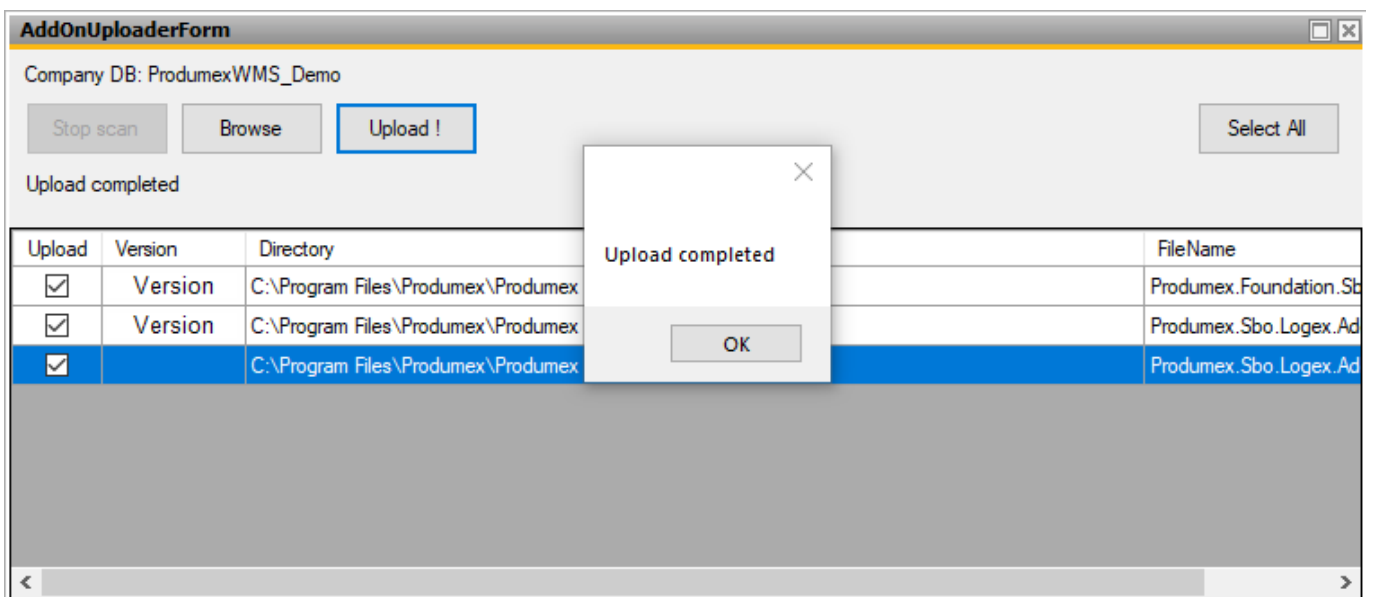 AddOnUploaderForm
Company DB: ProdumexWMS_Demo
Stop scan Browse Upload ! Select All
Upload completed
Upload completed
OK
Upload Version Directory FileName
Version C:\Program Files\Produmex\Produmex Produmex.Foundation.Sb
Version C:\Program Files\Produmex\Produmex Produmex.Sbo.Logex.Ad
C:\Program Files\Produmex\Produmex Produmex.Sbo.Logex.Ad